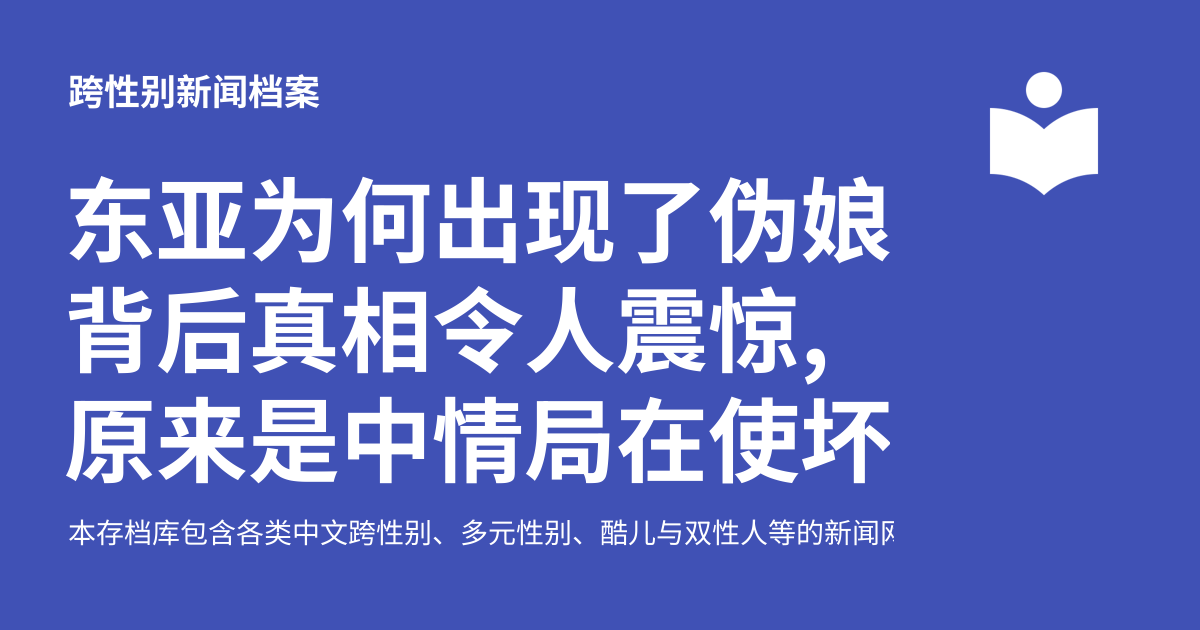 跨性别新闻档案
东亚为何出现了伪娘
背后真相令人震惊，
原来是中情局在使坏
本存档库包含各类中文跨性别、多元性别、酷儿与双性人等的新闻网